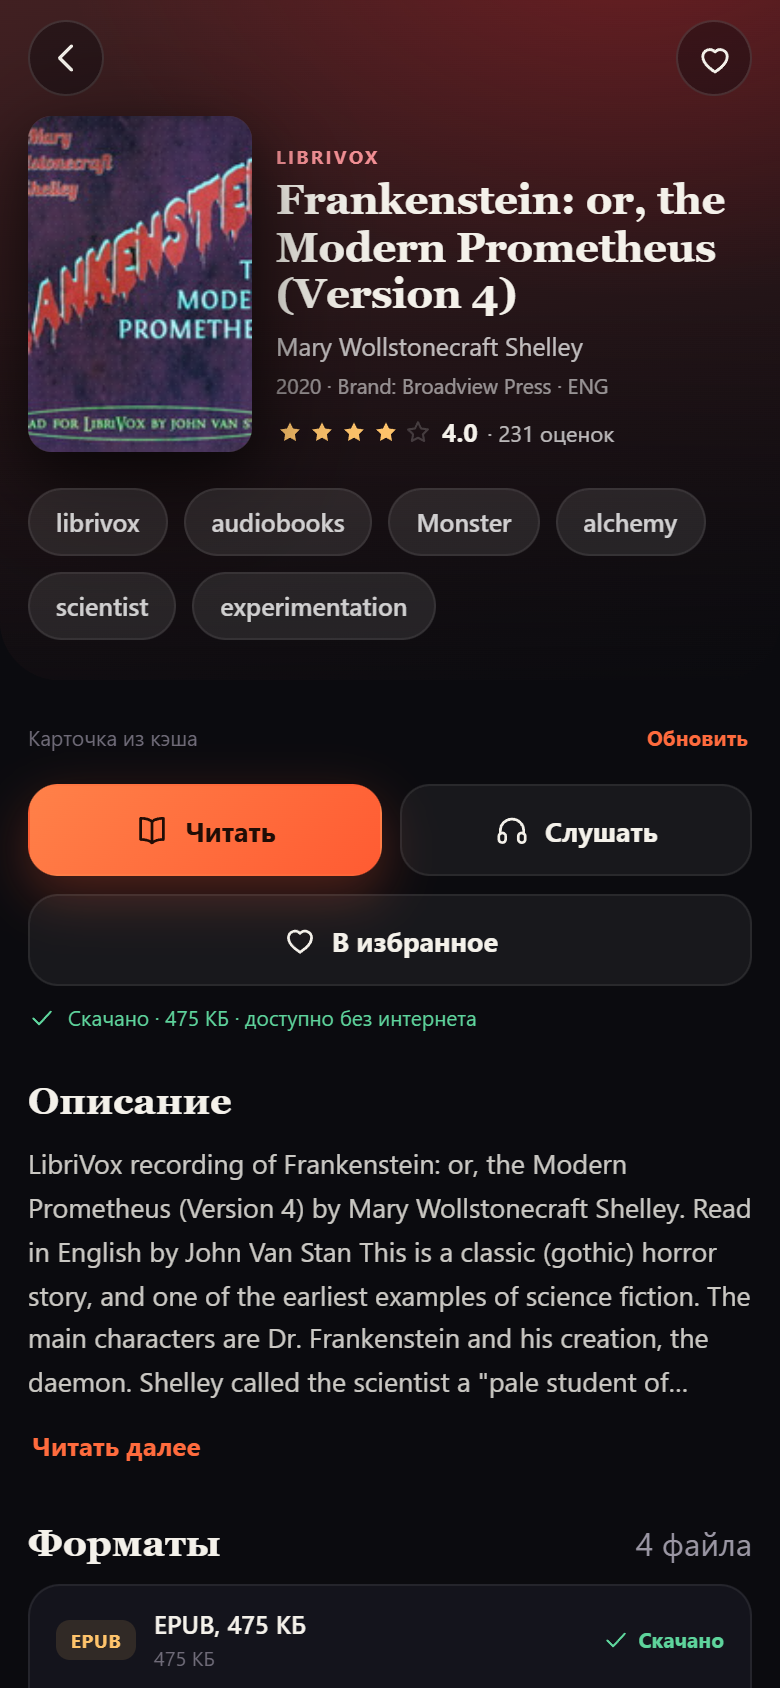 Mary
Wollstonecraft
Shelley
ANKENSTEI
T
MODE
PROMETHE
AD FOR LIBRIVOX BY JOHN VAN S
LIBRIVOX
Frankenstein: or, the
Modern Prometheus
(Version 4)
Mary Wollstonecraft Shelley
2020 · Brand: Broadview Press · ENG
4.0 · 231 оценок
librivox
audiobooks
Monster
alchemy
scientist
experimentation
Карточка из кэша
Обновить
Читать
Слушать
В избранное
Скачано · 475 КБ · доступно без интернета
Описание
LibriVox recording of Frankenstein: or, the Modern
Prometheus (Version 4) by Mary Wollstonecraft Shelley. Read
in English by John Van Stan This is a classic (gothic) horror
story, and one of the earliest examples of science fiction. The
main characters are Dr. Frankenstein and his creation, the
daemon. Shelley called the scientist a "pale student of...
Читать далее
Форматы
4 файла
EPUB
EPUB, 475 КБ
475 КБ
Скачано